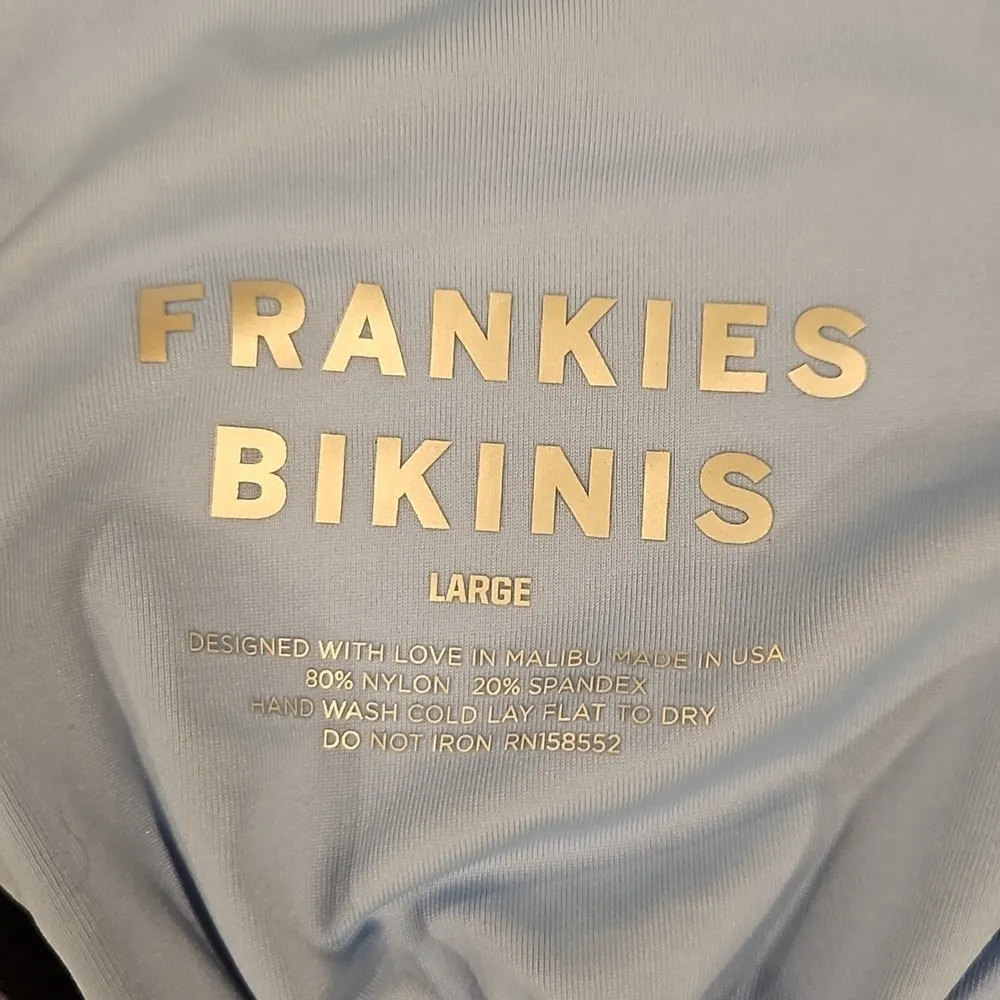 FRANKIES
BIKINIS
LARGE
DESIGNED WITH LOVE IN MALIBU MADE IN USA
80% NYLON 20% SPANDEX
HAND WASH COLD LAY FLAT TO DRY
DO NOT IRON RN158552